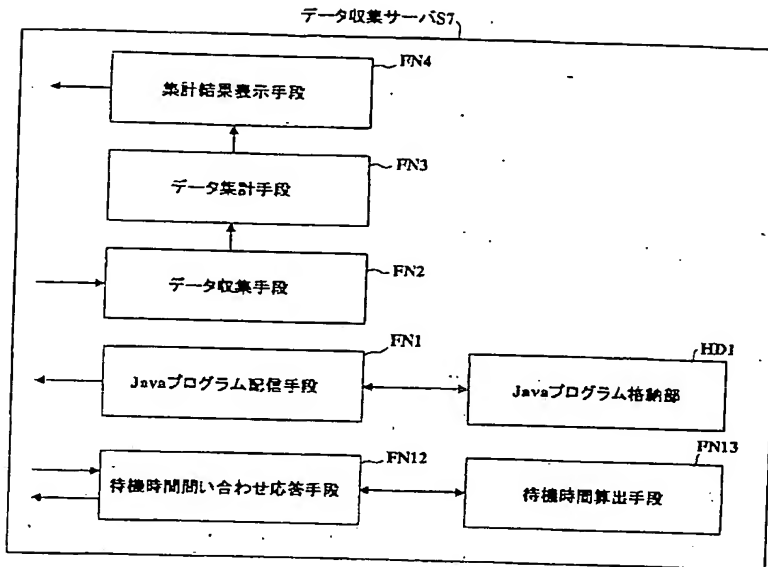 データ収集サーバS7
FN4
集計結果表示手段
FN3
データ集計手段
FN2
データ収集手段
FN1
Javaプログラム配信手段
HD1
Javaプログラム格納部
FN12
待機時間問い合わせ応答手段
FN13
待機時間算出手段